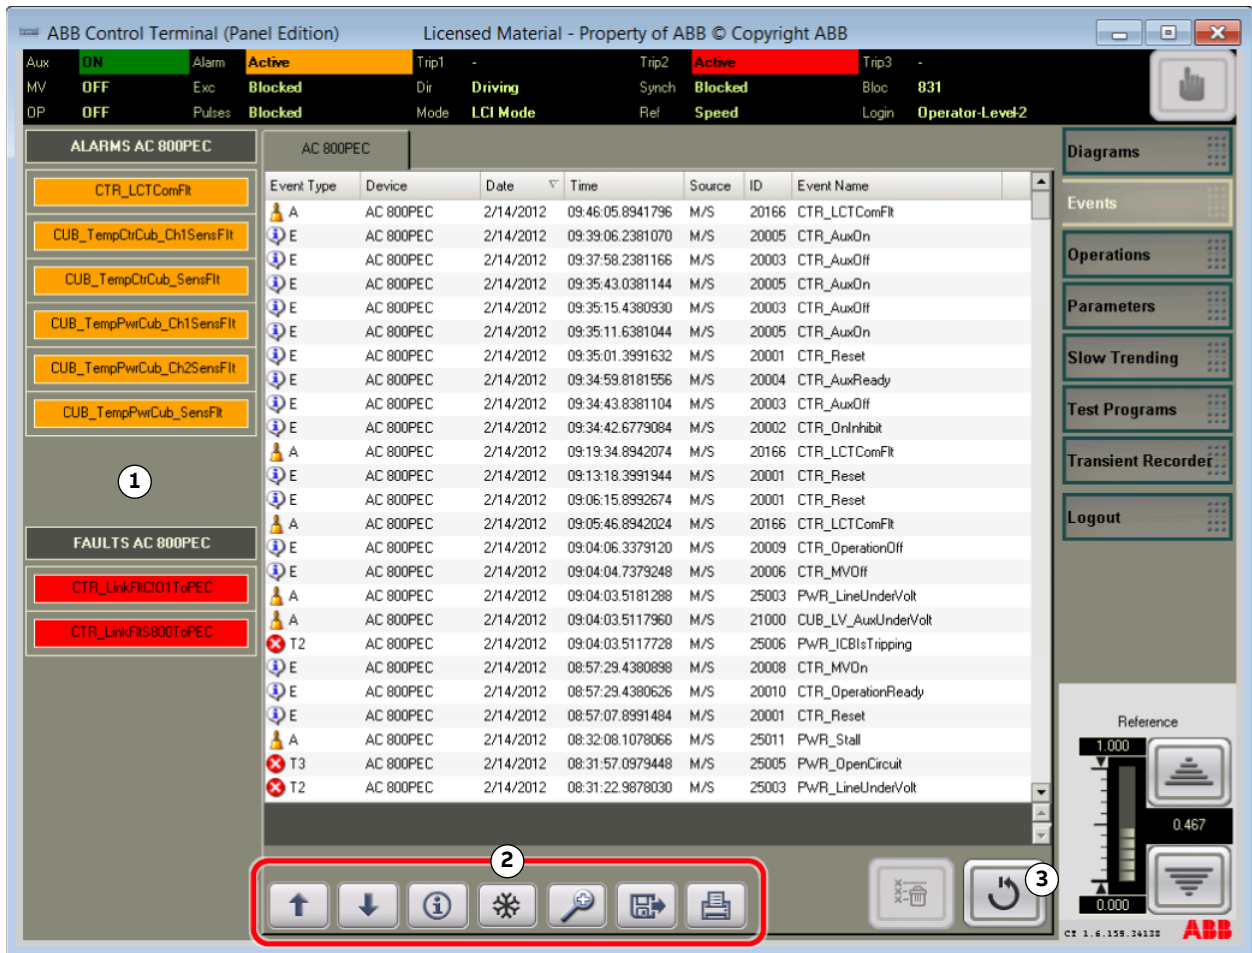 ABB Control Terminal (Panel Edition) Licensed Material - Property of ABB © Copyright ABB
Aux ON Alarm Active Trip1 - Trip2 Active Trip3 -
MV OFF Exc Blocked Dir Driving Synch Blocked Bloc 831
OP OFF Pulses Blocked Mode LCI Mode Ref Speed Login Operator-Level-2
ALARMS AC 800PEC
CTR_LCTComFlt
CUB_TempCtrCub_Ch1SensFlt
CUB_TempCtrCub_SensFlt
CUB_TempPwrCub_Ch1SensFlt
CUB_TempPwrCub_Ch2SensFlt
CUB_TempPwrCub_SensFlt
1
FAULTS AC 800PEC
CTR_LinkFltCIO1ToPEC
CTR_LinkFltS800ToPEC
AC 800PEC
Event Type Device Date Time Source ID Event Name
A AC 800PEC 2/14/2012 09:46:05.8941796 M/S 20166 CTR_LCTComFlt
E AC 800PEC 2/14/2012 09:39:06.2381070 M/S 20005 CTR_AuxOn
E AC 800PEC 2/14/2012 09:37:58.2381166 M/S 20003 CTR_AuxOff
E AC 800PEC 2/14/2012 09:35:43.0381144 M/S 20005 CTR_AuxOn
E AC 800PEC 2/14/2012 09:35:15.4380930 M/S 20003 CTR_AuxOff
E AC 800PEC 2/14/2012 09:35:11.6381044 M/S 20005 CTR_AuxOn
E AC 800PEC 2/14/2012 09:35:01.3991632 M/S 20001 CTR_Reset
E AC 800PEC 2/14/2012 09:34:59.8181556 M/S 20004 CTR_AuxReady
E AC 800PEC 2/14/2012 09:34:43.8381104 M/S 20003 CTR_AuxOff
E AC 800PEC 2/14/2012 09:34:42.6779084 M/S 20002 CTR_OnInhibit
A AC 800PEC 2/14/2012 09:19:34.8942074 M/S 20166 CTR_LCTComFlt
E AC 800PEC 2/14/2012 09:13:18.3991944 M/S 20001 CTR_Reset
E AC 800PEC 2/14/2012 09:06:15.8992674 M/S 20001 CTR_Reset
A AC 800PEC 2/14/2012 09:05:46.8942024 M/S 20166 CTR_LCTComFlt
E AC 800PEC 2/14/2012 09:04:06.3379120 M/S 20009 CTR_OperationOff
E AC 800PEC 2/14/2012 09:04:04.7379248 M/S 20006 CTR_MVOff
A AC 800PEC 2/14/2012 09:04:03.5181288 M/S 25003 PWR_LineUnderVolt
A AC 800PEC 2/14/2012 09:04:03.5117960 M/S 21000 CUB_LV_AuxUnderVolt
T2 AC 800PEC 2/14/2012 09:04:03.5117728 M/S 25006 PWR_ICBIsTripping
E AC 800PEC 2/14/2012 08:57:29.4380898 M/S 20008 CTR_MVOn
E AC 800PEC 2/14/2012 08:57:29.4380626 M/S 20010 CTR_OperationReady
E AC 800PEC 2/14/2012 08:57:07.8991484 M/S 20001 CTR_Reset
A AC 800PEC 2/14/2012 08:32:08.1078066 M/S 25011 PWR_Stall
T3 AC 800PEC 2/14/2012 08:31:57.0979448 M/S 25005 PWR_OpenCircuit
T2 AC 800PEC 2/14/2012 08:31:22.9878030 M/S 25003 PWR_LineUnderVolt
2
3
Diagrams
Events
Operations
Parameters
Slow Trending
Test Programs
Transient Recorder
Logout
Reference
1.000
0.467
0.000
CT 1.6.159.34138 ABB